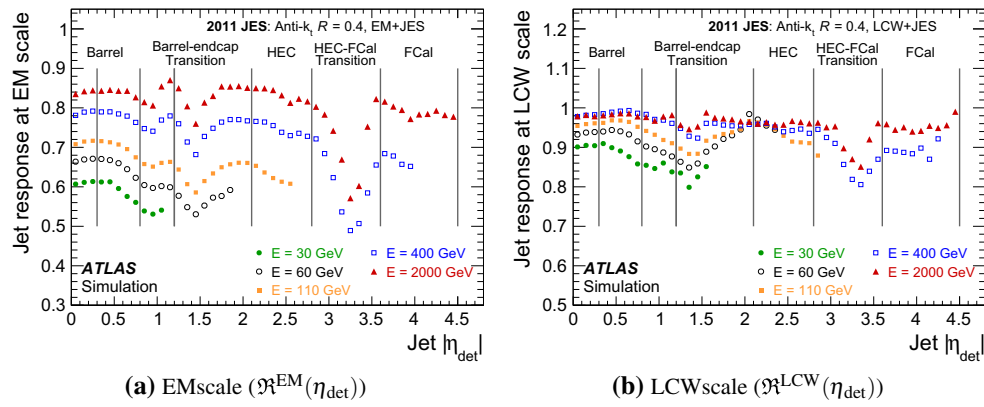 2011 JES: Anti-kt R = 0.4, EM+JES
Barrel
Barrel-endcap
Transition
HEC
HEC-FCal
Transition
FCal
Jet response at EM scale
1
0.9
0.8
0.7
0.6
0.5
0.4
0.3
ATLAS
Simulation
E = 30 GeV
E = 60 GeV
E = 110 GeV
E = 400 GeV
E = 2000 GeV
0 0.5 1 1.5 2 2.5 3 3.5 4 4.5
Jet |ηdet|
(a) EMscale (ℜEM(ηdet))
2011 JES: Anti-kt R = 0.4, LCW+JES
Barrel
Barrel-endcap
Transition
HEC
HEC-FCal
Transition
FCal
Jet response at LCW scale
1.2
1.1
1
0.9
0.8
0.7
0.6
0.5
0.4
ATLAS
Simulation
E = 30 GeV
E = 60 GeV
E = 110 GeV
E = 400 GeV
E = 2000 GeV
0 0.5 1 1.5 2 2.5 3 3.5 4 4.5
Jet |ηdet|
(b) LCWscale (ℜLCW(ηdet))